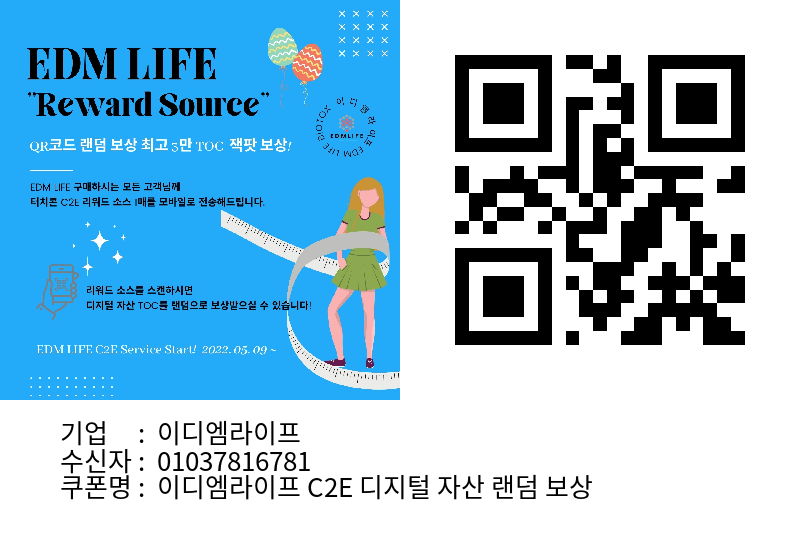 EDM LIFE
"Reward Source"
QR코드 랜덤 보상 최고 5만 TOC 잭팟 보상!
이디엠라이프 EDM LIFE BIOTOX
EDMLIFE
EDM LIFE 구매하시는 모든 고객님께
터치콘 C2E 리워드 소스 1매를 모바일로 전송해드립니다.
리워드 소스를 스캔하시면
디지털 자산 TOC를 랜덤으로 보상받으실 수 있습니다!
EDM LIFE C2E Service Start! 2022. 05. 09 ~
기업 : 이디엠라이프
수신자 : 01037816781
쿠폰명 : 이디엠라이프 C2E 디지털 자산 랜덤 보상